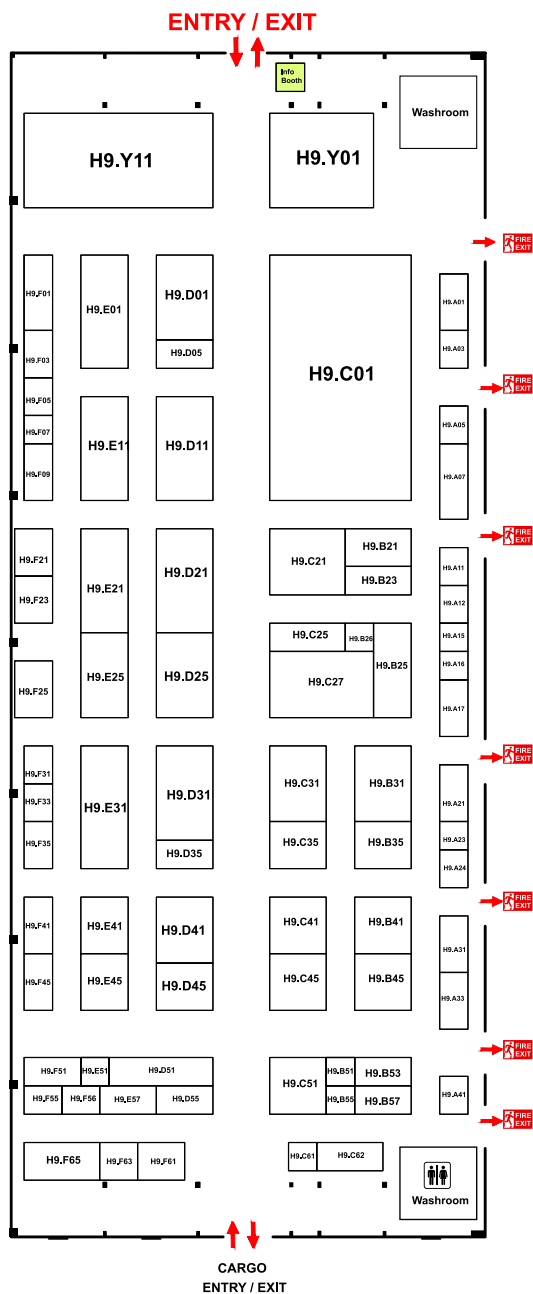 ENTRY / EXIT
Info
Booth
Washroom
H9.Y11
H9.Y01
FIRE
EXIT
H9.F01
H9.E01
H9.D01
H9.D05
H9.C01
H9.A01
H9.A03
H9.F03
H9.F05
H9.F07
H9.F09
H9.E11
H9.D11
FIRE
EXIT
H9.A05
H9.A07
FIRE
EXIT
H9.F21
H9.F23
H9.E21
H9.D21
H9.C21
H9.B21
H9.B23
H9.A11
H9.A12
H9.A15
H9.A16
H9.A17
H9.F25
H9.E25
H9.D25
H9.C25
H9.B26
H9.B25
H9.C27
FIRE
EXIT
H9.F31
H9.F33
H9.F35
H9.E31
H9.D31
H9.D35
H9.C31
H9.B31
H9.C35
H9.B35
H9.A21
H9.A23
H9.A24
FIRE
EXIT
H9.F41
H9.E41
H9.D41
H9.C41
H9.B41
H9.A31
H9.F45
H9.E45
H9.D45
H9.C45
H9.B45
H9.A33
FIRE
EXIT
H9.F51
H9.E51
H9.D51
H9.C51
H9.B51
H9.B53
H9.F55
H9.F56
H9.E57
H9.D55
H9.B55
H9.B57
H9.A41
FIRE
EXIT
H9.F65
H9.F63
H9.F61
H9.C61
H9.C62
Washroom
CARGO
ENTRY / EXIT